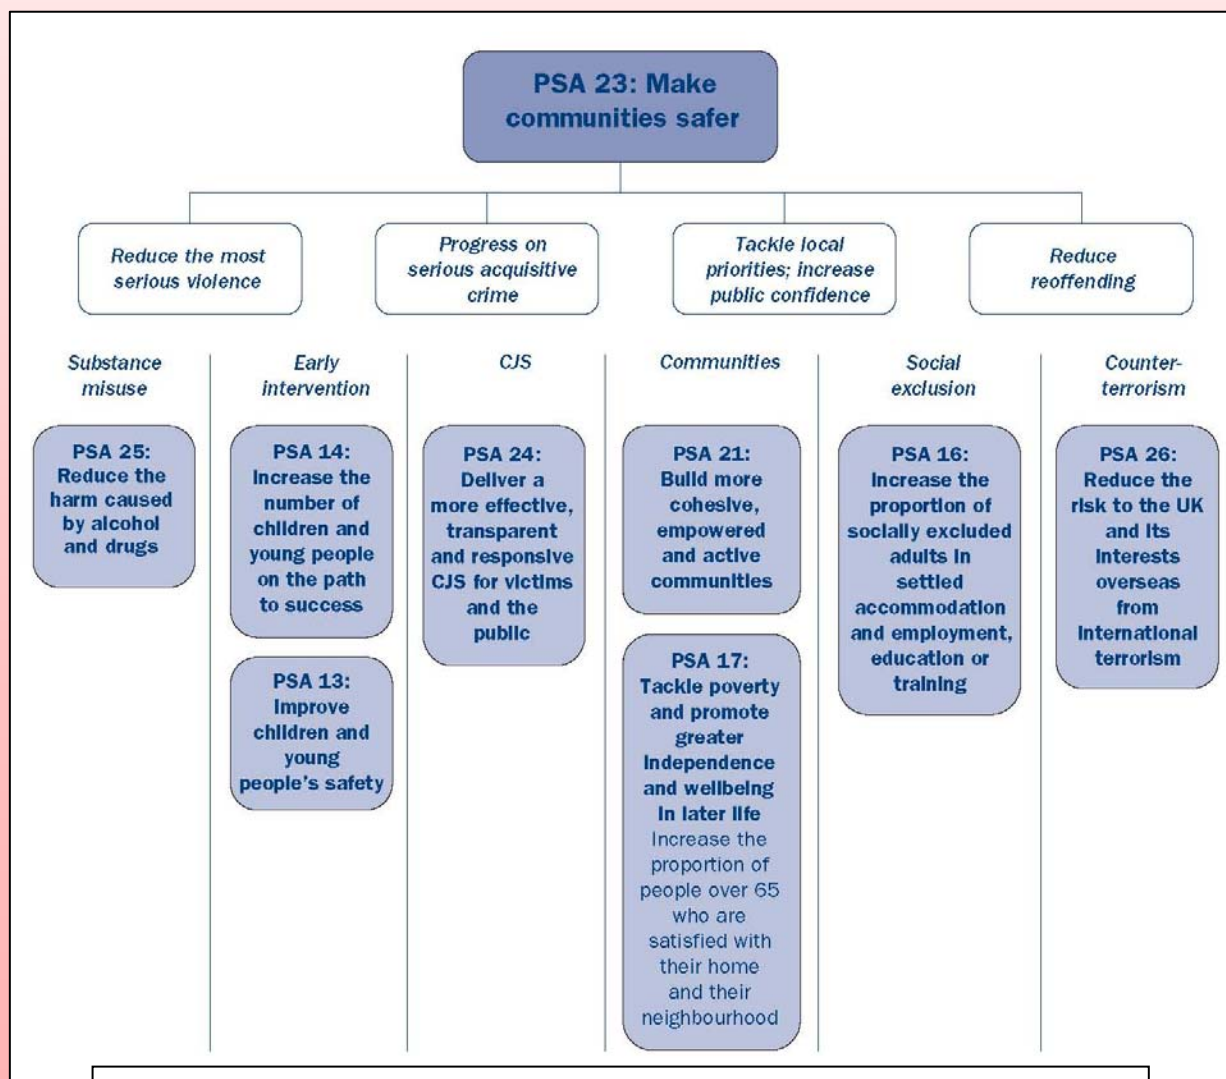 PSA 23: Make
communities safer
Reduce the most
serious violence
Progress on
serious acquisitive
crime
Tackle local
priorities; increase
public confidence
Reduce
reoffending
Substance
misuse
PSA 25:
Reduce the
harm caused
by alcohol
and drugs
Early
intervention
PSA 14:
Increase the
number of
children and
young people
on the path
to success
PSA 13:
Improve
children and
young
people's safety
CJS
PSA 24:
Deliver a
more effective,
transparent
and responsive
CJS for victims
and the
public
Communities
PSA 21:
Build more
cohesive,
empowered
and active
communities
PSA 17:
Tackle poverty
and promote
greater
independence
and wellbeing
in later life
Increase the
proportion of
people over 65
who are
satisfied with
their home
and their
neighbourhood
Social
exclusion
PSA 16:
Increase the
proportion of
socially excluded
adults in
settled
accommodation
and employment,
education or
training
Counter-
terrorism
PSA 26:
Reduce the
risk to the UK
and its
interests
overseas
from
international
terrorism